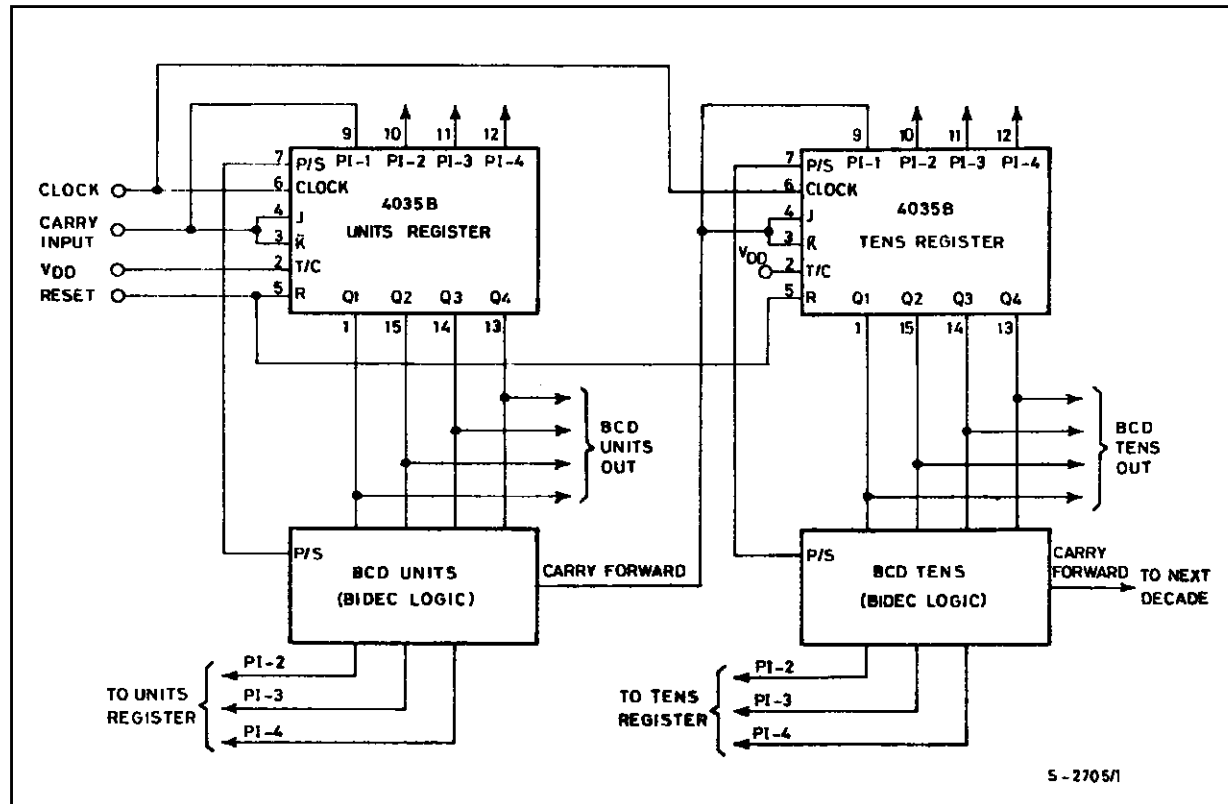 9 10 11 12
7 P/S PI-1 PI-2 PI-3 PI-4
CLOCK 6 CLOCK
4035B
CARRY INPUT 4 J
UNITS REGISTER
3 K̄
VDD 2 T/C
RESET 5 R Q1 Q2 Q3 Q4
1 15 14 13
BCD
UNITS
OUT
P/S
BCD UNITS
(BIDEC LOGIC)
CARRY FORWARD
PI-2
TO UNITS
REGISTER
PI-3
PI-4
9 10 11 12
7 P/S PI-1 PI-2 PI-3 PI-4
6 CLOCK
4035B
4 J
TENS REGISTER
3 K̄
VDD 2 T/C
5 R Q1 Q2 Q3 Q4
1 15 14 13
BCD
TENS
OUT
P/S
BCD TENS
(BIDEC LOGIC)
CARRY
FORWARD
TO NEXT
DECADE
PI-2
TO TENS
REGISTER
PI-3
PI-4
S-2705/1